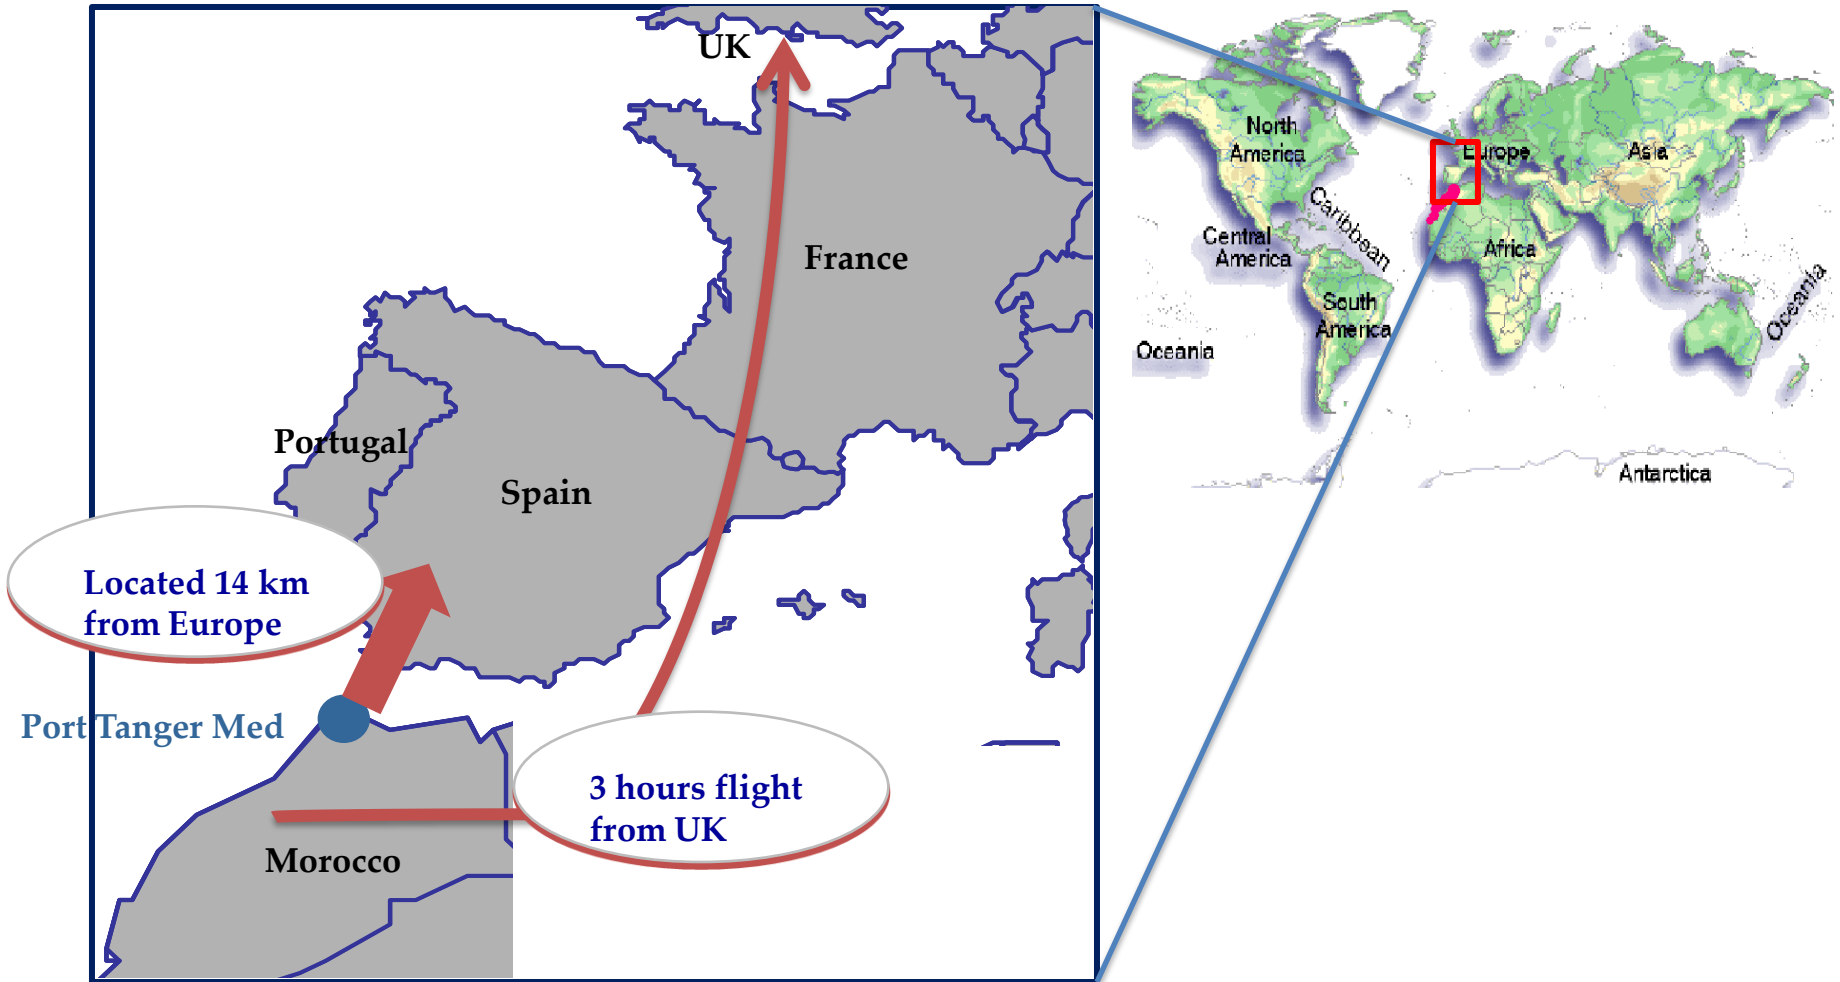 UK
France
Portugal
Spain
Located 14 km
from Europe
Port Tanger Med
3 hours flight
from UK
Morocco
North
America
Europe
Asia
Caribbean
Central
America
Africa
South
America
Oceania
Oceania
Antarctica